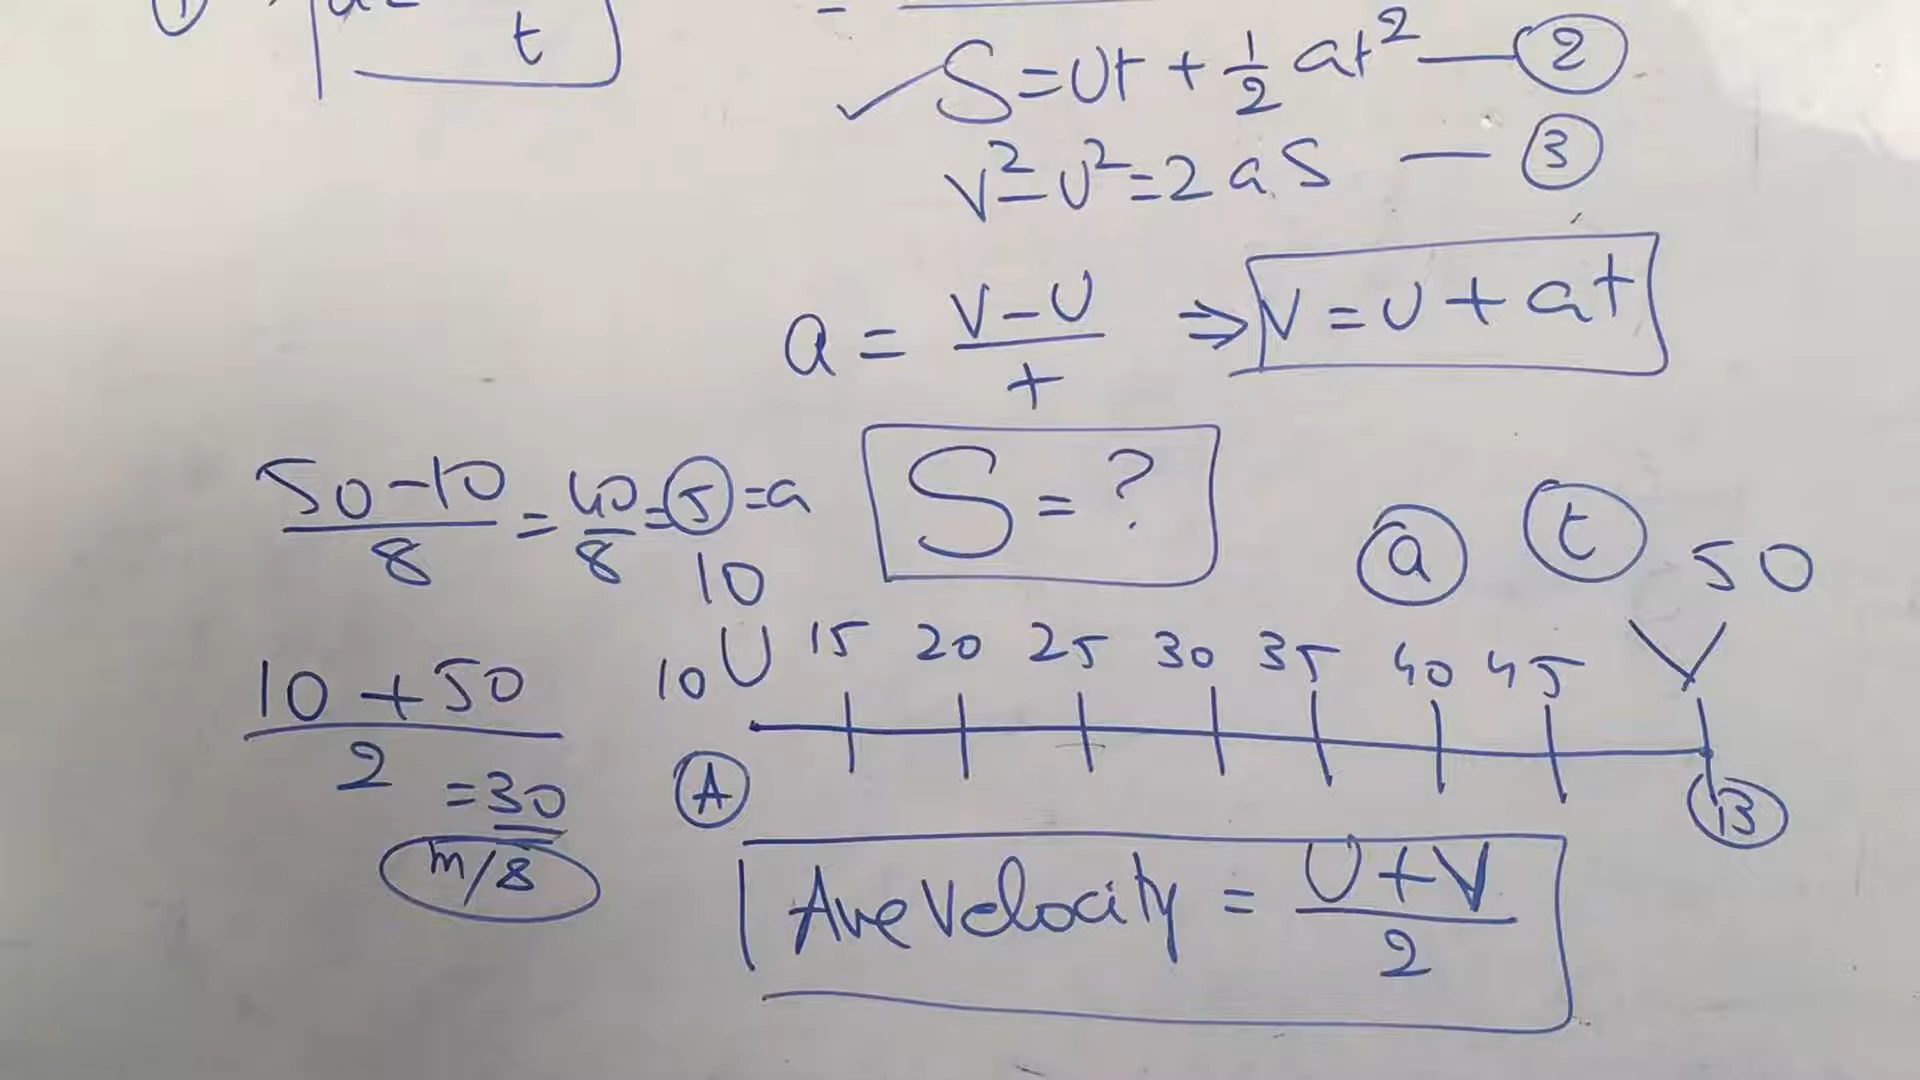 ① a= / t
S=Ut + 1/2 at² — ②
V²-U²=2aS — ③
a = V-U / t ⇒ V = U + at
50-10 / 8 = 40 / 8 = 5 = a
S = ?
a t
10 50
10 U 15 20 25 30 35 40 45 V
10 + 50 / 2 = 30
m/s
A B
Ave Velocity = U+V / 2